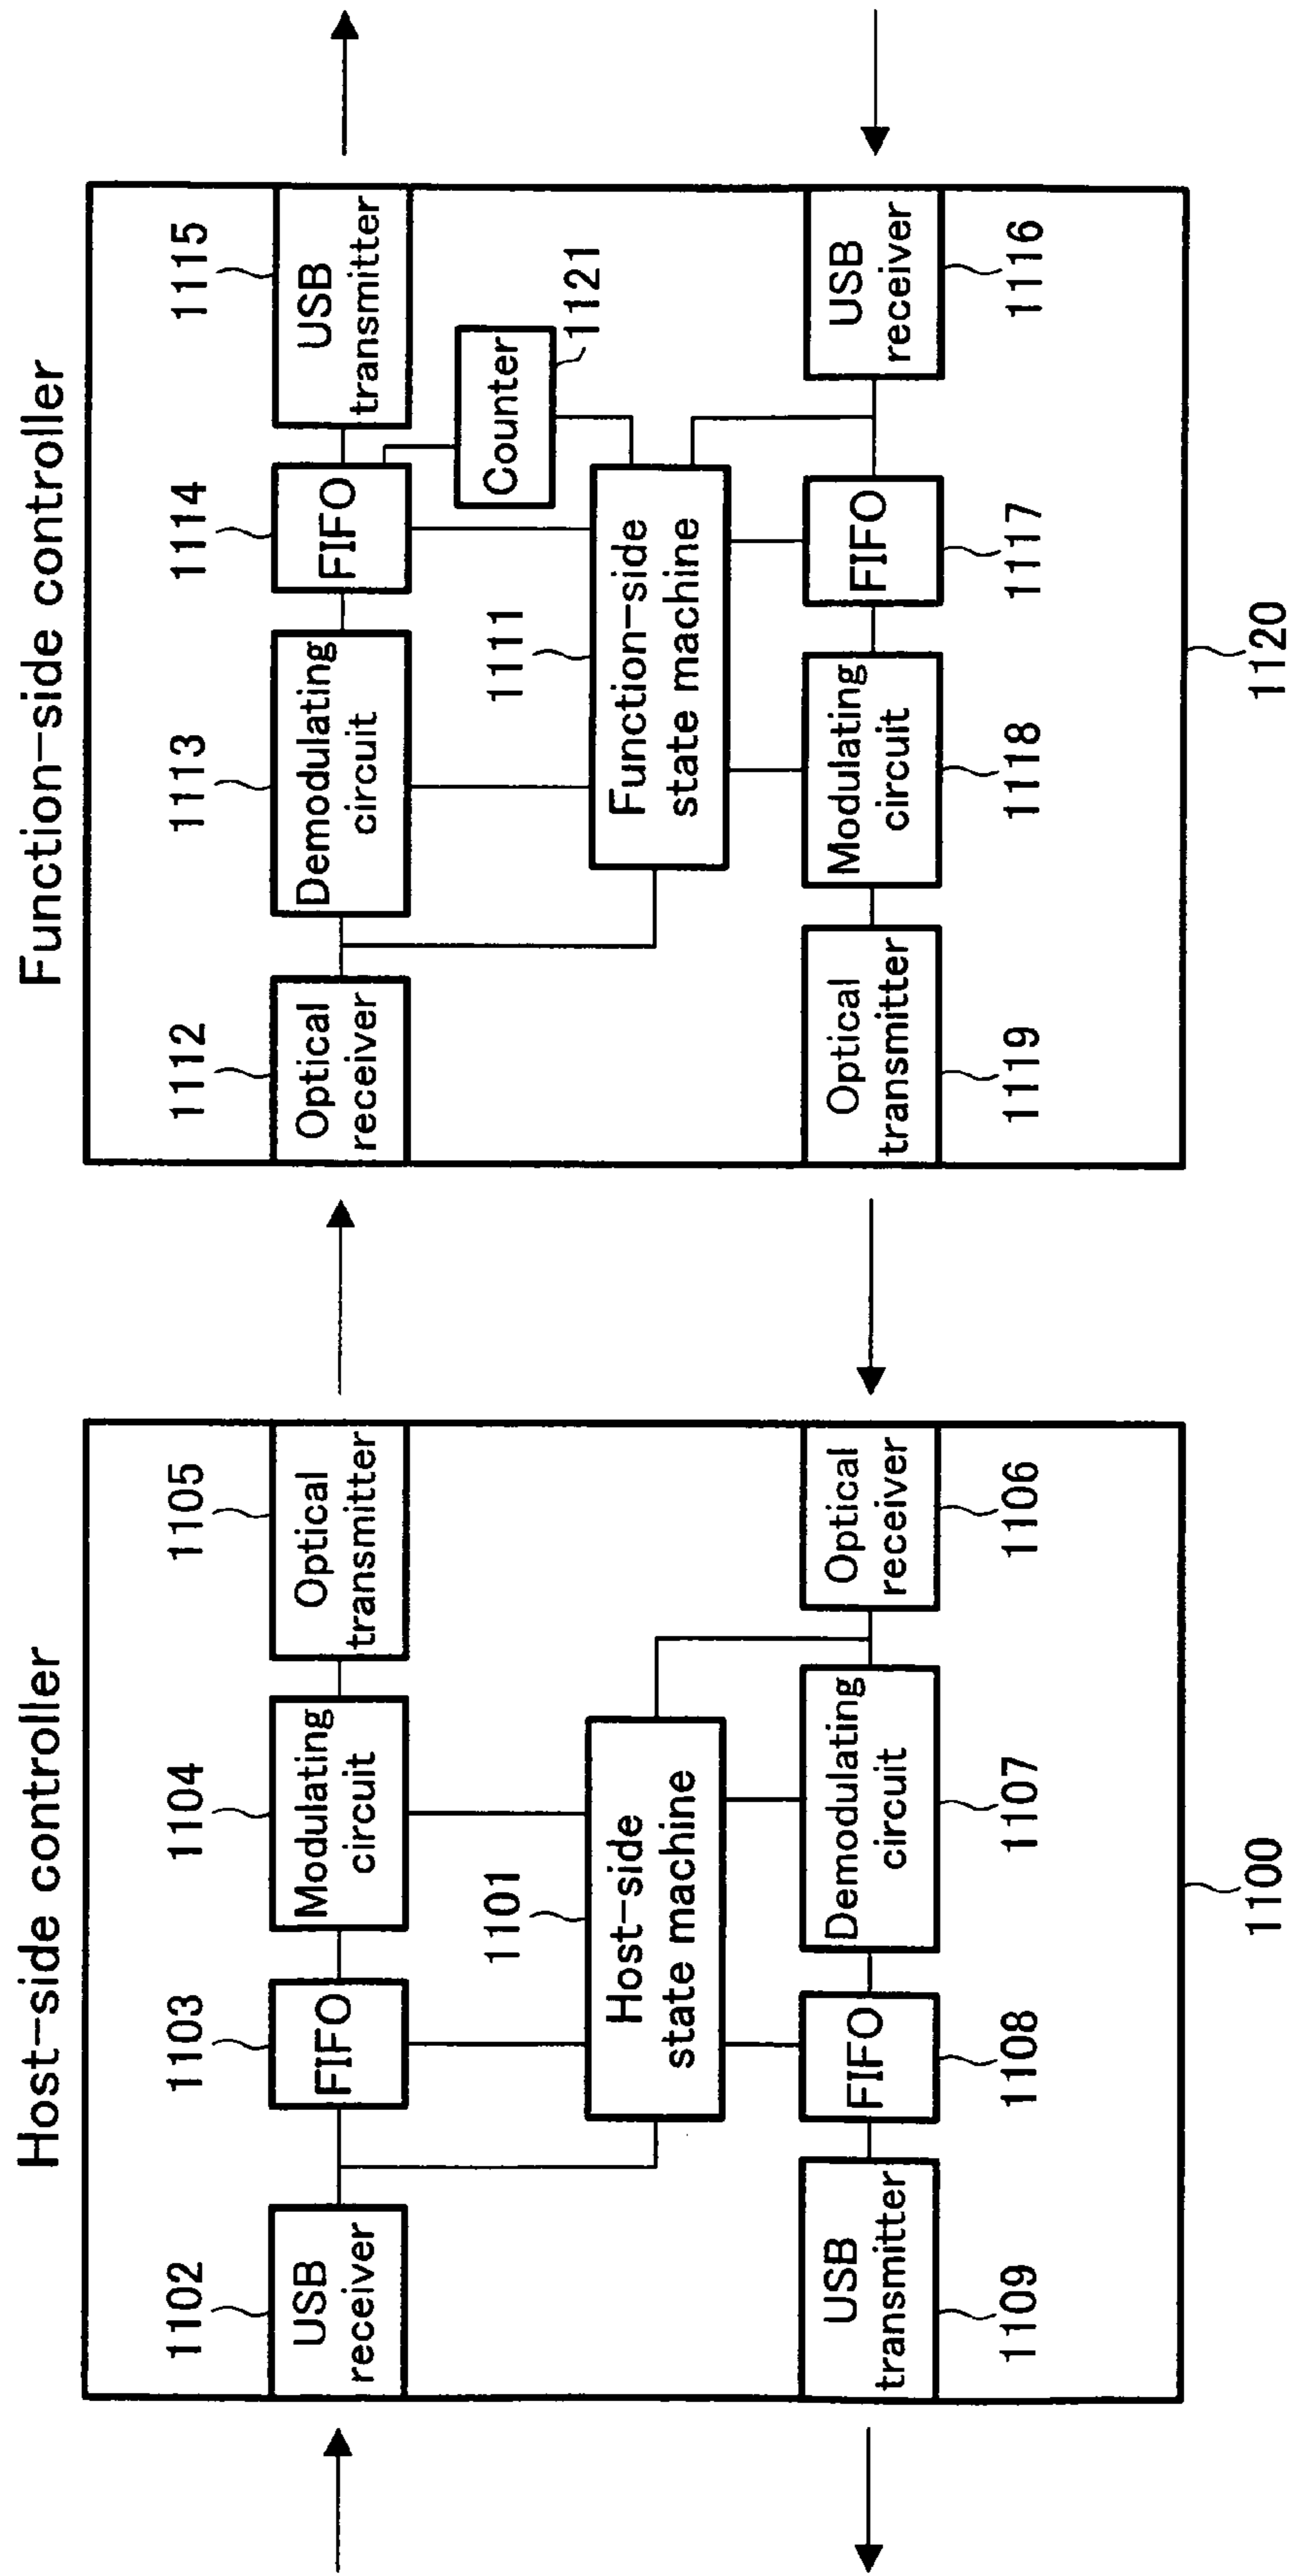 Host-side controller
1102
1103
1104
1105
USB
receiver
FIFO
Modulating
circuit
Optical
transmitter
1101
Host-side
state machine
USB
transmitter
FIFO
Demodulating
circuit
Optical
receiver
1109
1108
1107
1106
1100
Function-side controller
1112
1113
1114
1115
Optical
receiver
Demodulating
circuit
FIFO
USB
transmitter
Counter
1121
1111
Function-side
state machine
Optical
transmitter
Modulating
circuit
FIFO
USB
receiver
1119
1118
1117
1116
1120